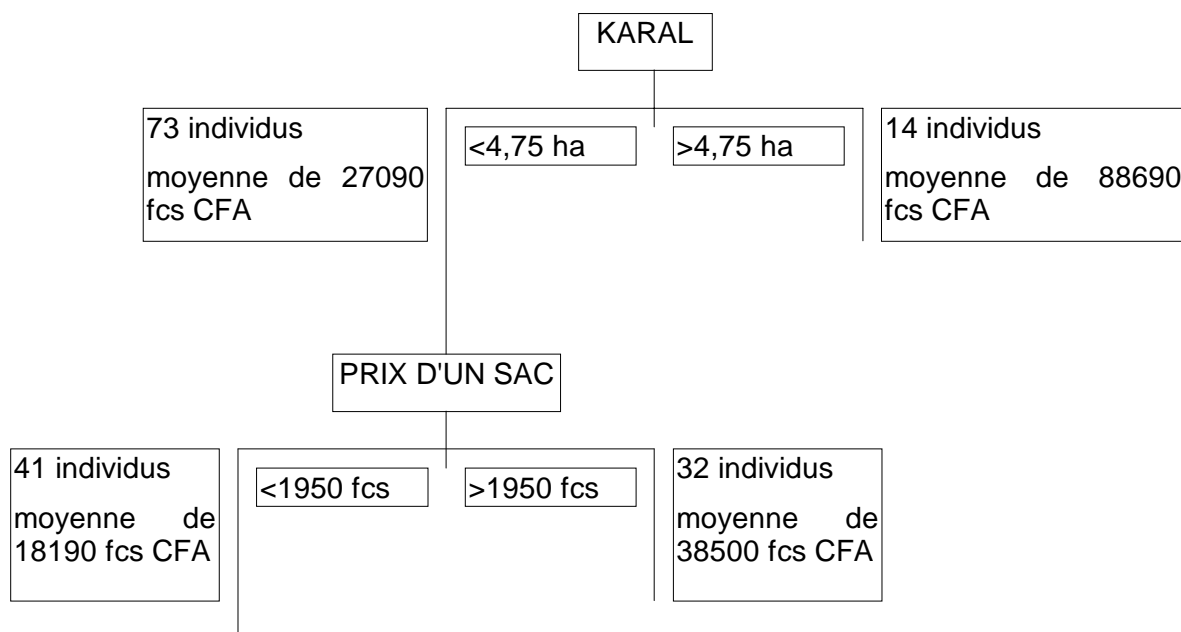 KARAL
73 individus
moyenne de 27090
fcs CFA
<4,75 ha
>4,75 ha
14 individus
moyenne de 88690
fcs CFA
PRIX D'UN SAC
41 individus
moyenne de
18190 fcs CFA
<1950 fcs
>1950 fcs
32 individus
moyenne de
38500 fcs CFA